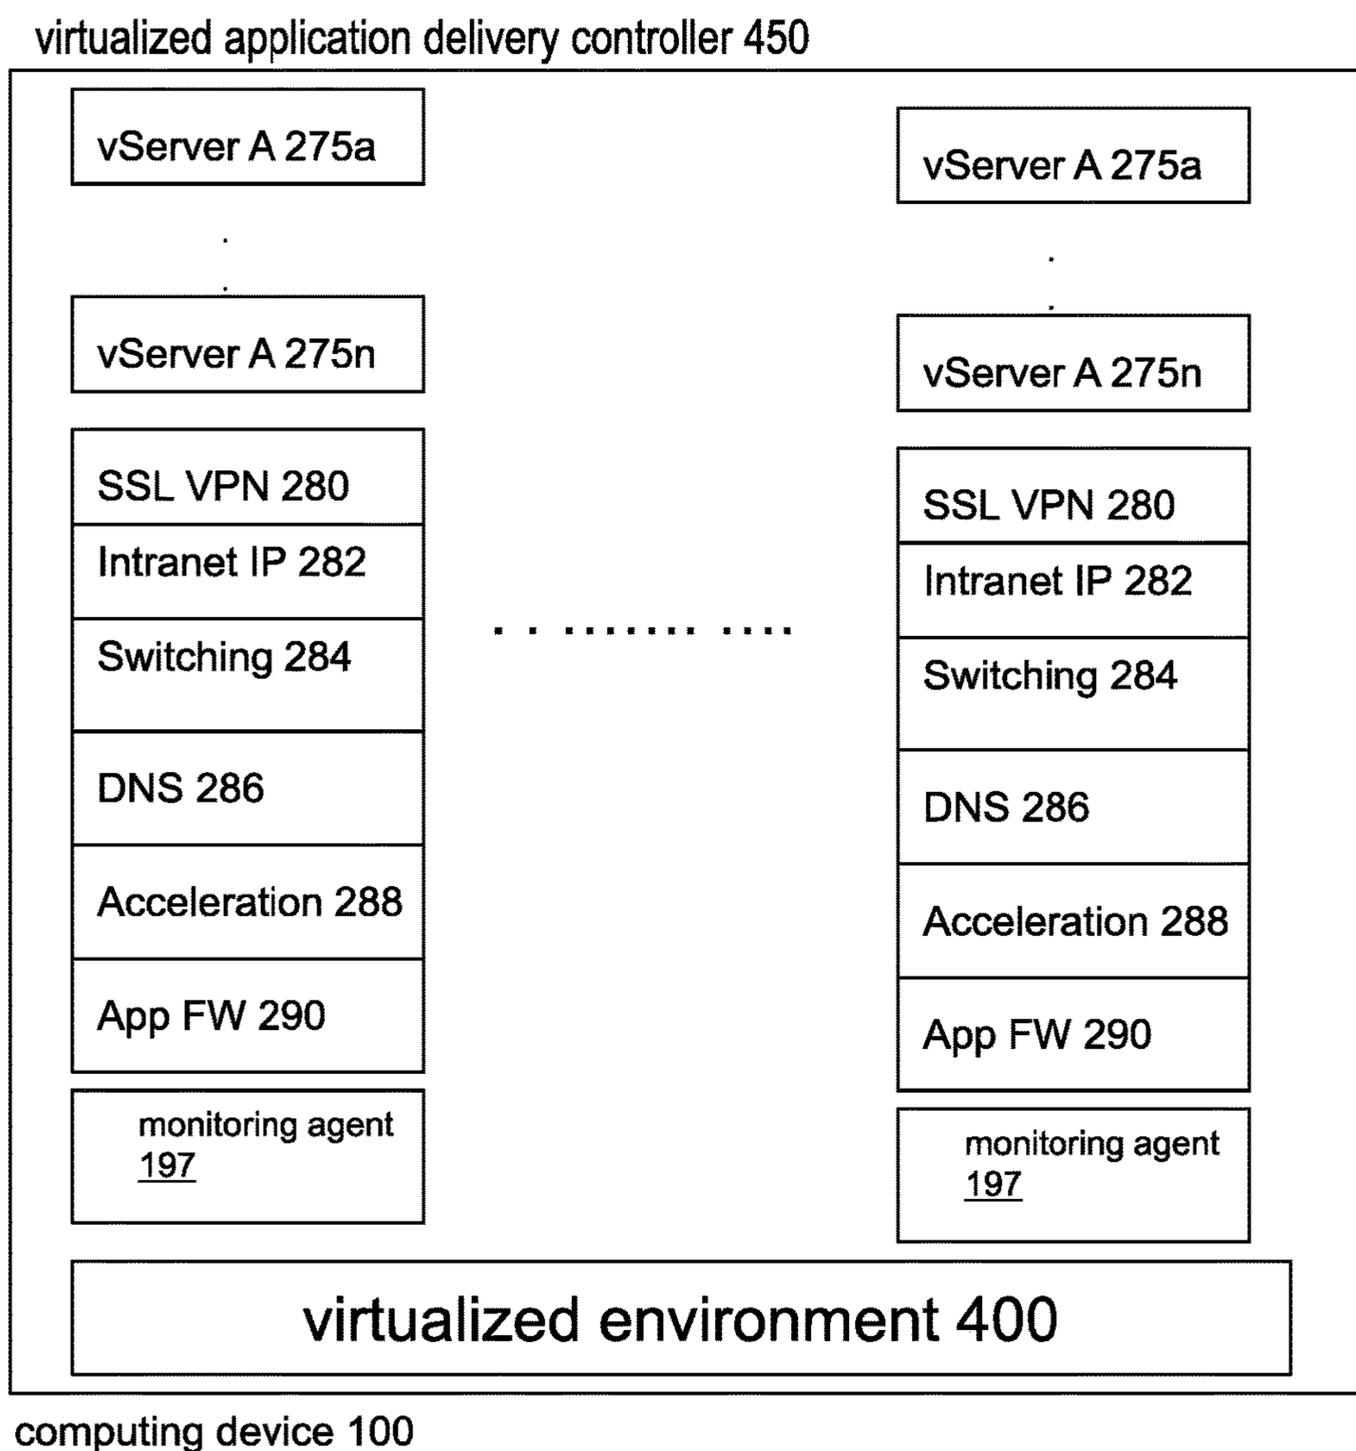 virtualized application delivery controller 450
vServer A 275a
vServer A 275n
SSL VPN 280
Intranet IP 282
Switching 284
DNS 286
Acceleration 288
App FW 290
monitoring agent
197
vServer A 275a
vServer A 275n
SSL VPN 280
Intranet IP 282
Switching 284
DNS 286
Acceleration 288
App FW 290
monitoring agent
197
virtualized environment 400
computing device 100